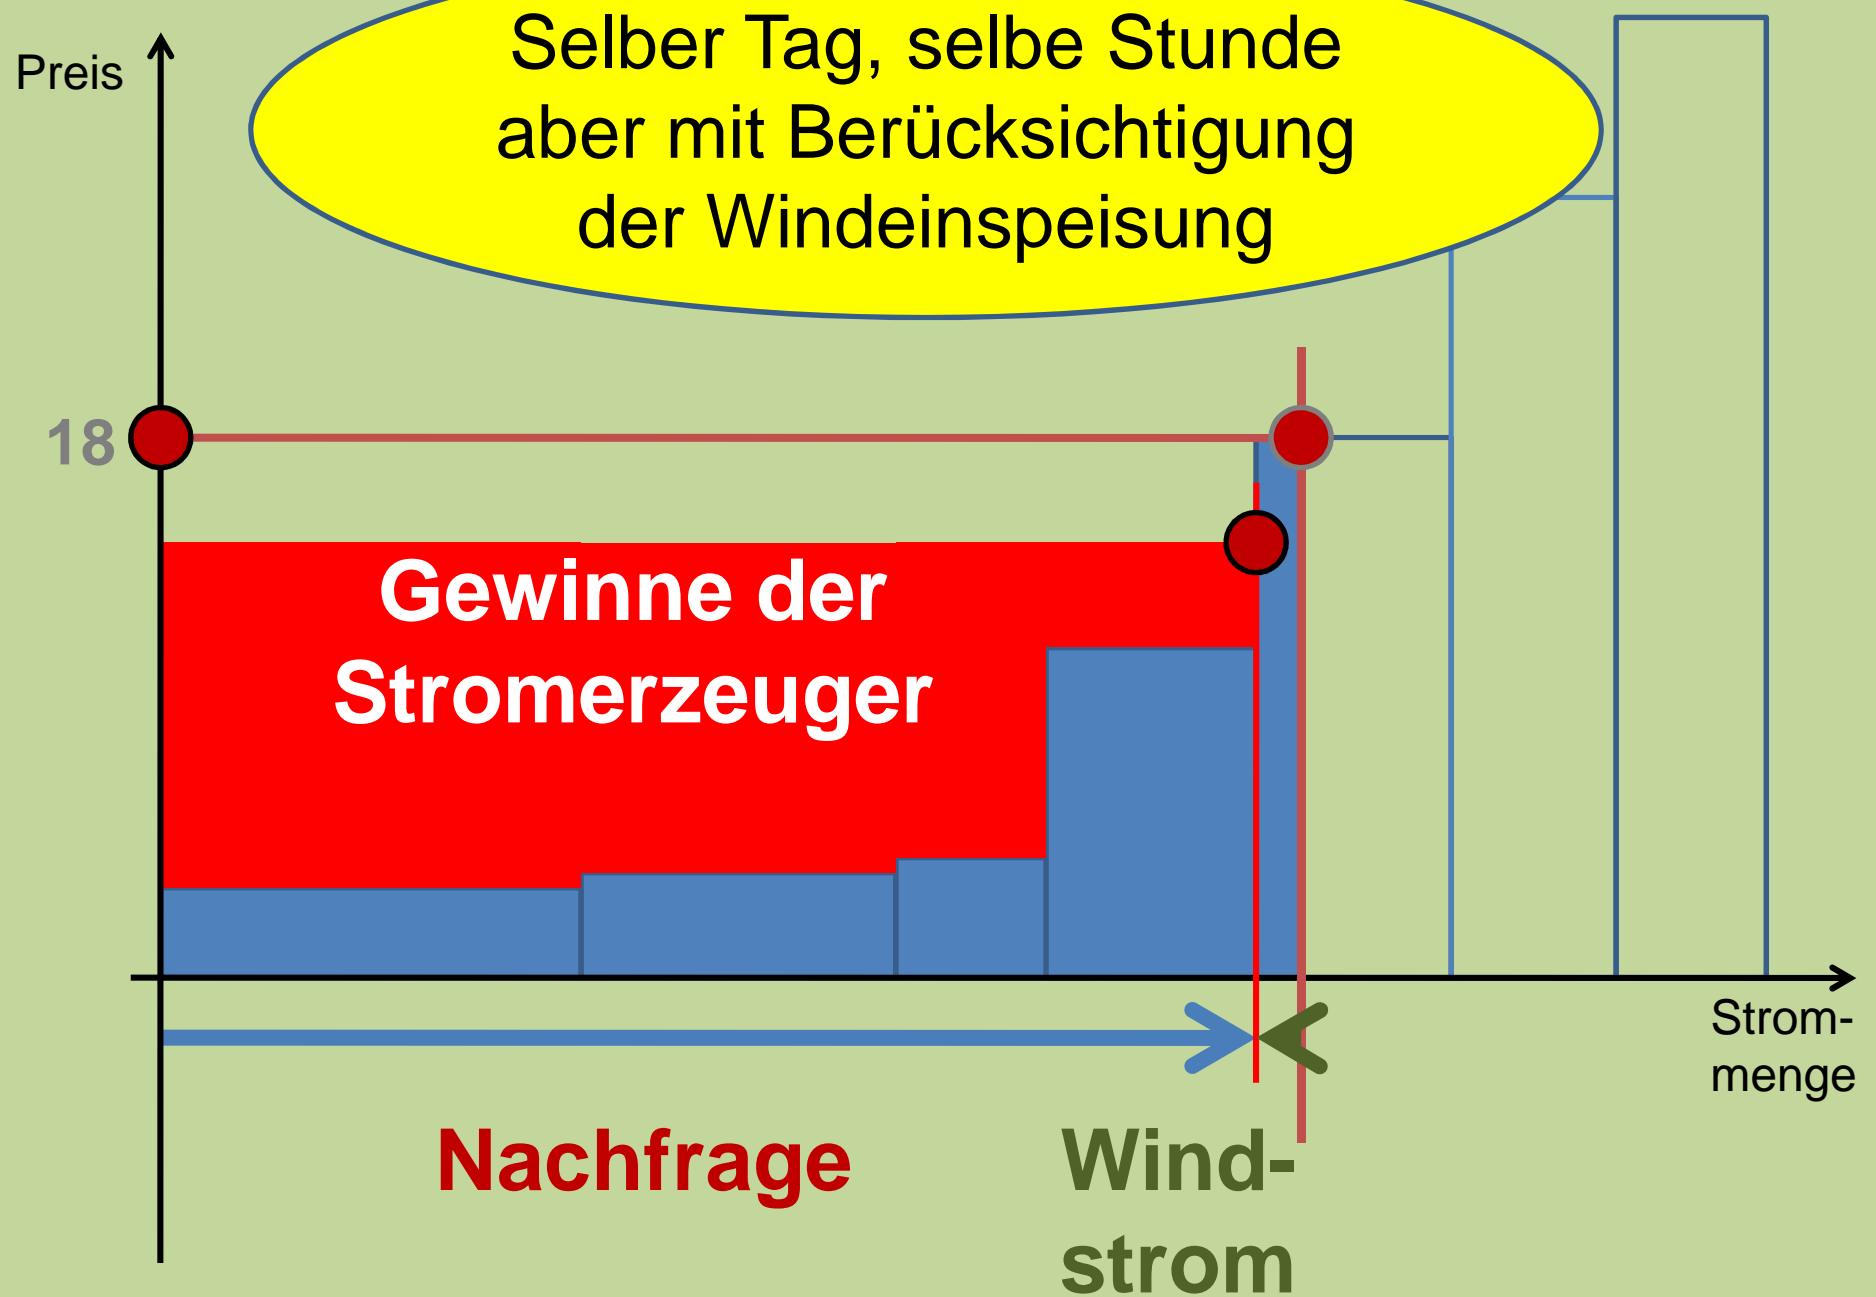 Selber Tag, selbe Stunde
aber mit Berücksichtigung
der Windeinspeisung
Preis
18
Gewinne der
Stromerzeuger
Strom-
menge
Nachfrage
Wind-
strom